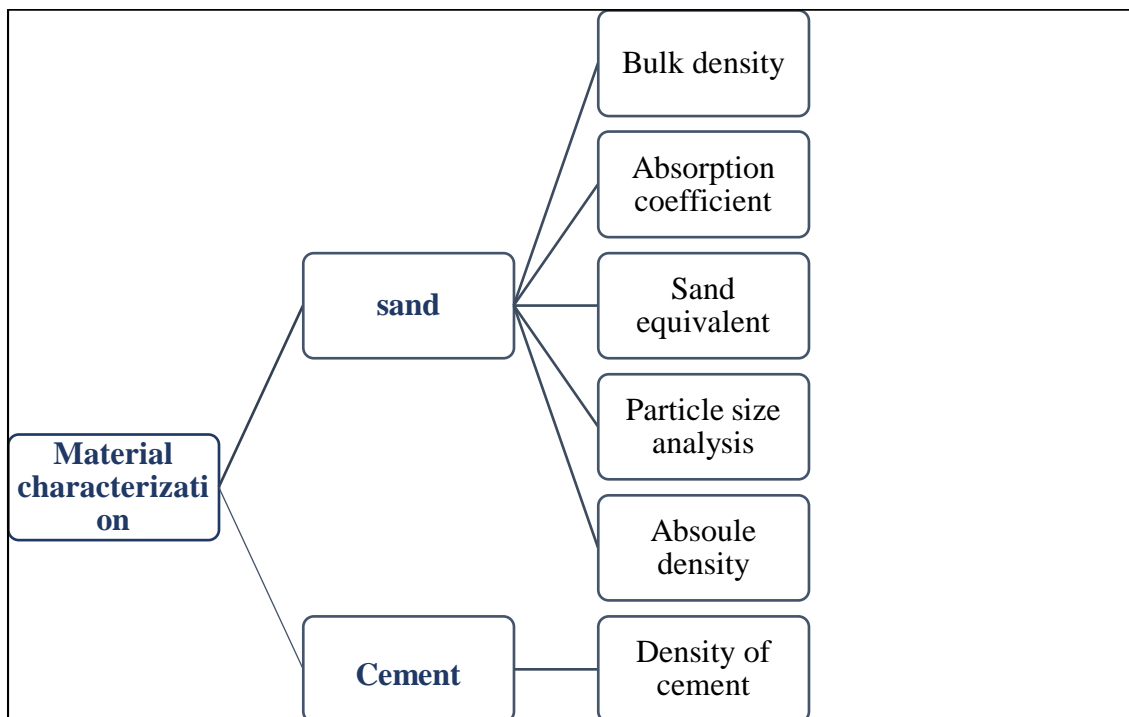 Bulk density
Absorption
coefficient
sand
Sand
equivalent
Particle size
analysis
Material
characterizati
on
Absoule
density
Cement
Density of
cement